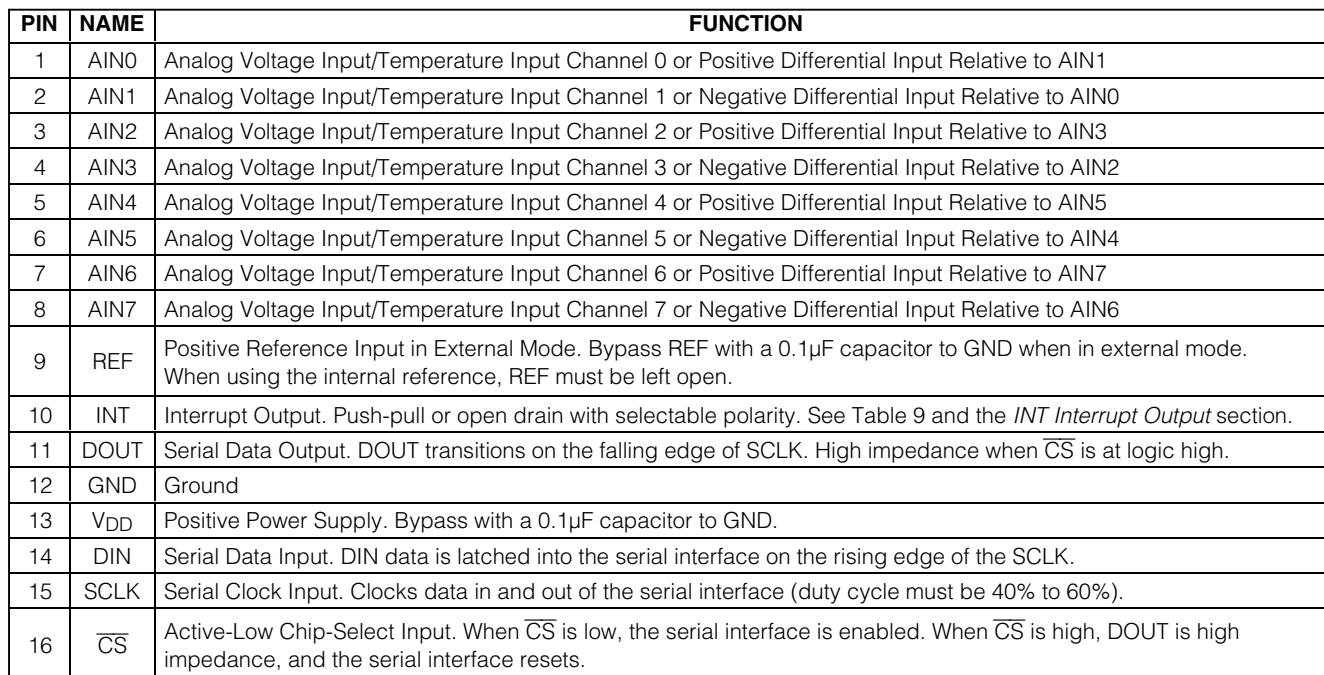 PIN NAME FUNCTION
1 AIN0 Analog Voltage Input/Temperature Input Channel 0 or Positive Differential Input Relative to AIN1
2 AIN1 Analog Voltage Input/Temperature Input Channel 1 or Negative Differential Input Relative to AIN0
3 AIN2 Analog Voltage Input/Temperature Input Channel 2 or Positive Differential Input Relative to AIN3
4 AIN3 Analog Voltage Input/Temperature Input Channel 3 or Negative Differential Input Relative to AIN2
5 AIN4 Analog Voltage Input/Temperature Input Channel 4 or Positive Differential Input Relative to AIN5
6 AIN5 Analog Voltage Input/Temperature Input Channel 5 or Negative Differential Input Relative to AIN4
7 AIN6 Analog Voltage Input/Temperature Input Channel 6 or Positive Differential Input Relative to AIN7
8 AIN7 Analog Voltage Input/Temperature Input Channel 7 or Negative Differential Input Relative to AIN6
9 REF Positive Reference Input in External Mode. Bypass REF with a 0.1µF capacitor to GND when in external mode.
When using the internal reference, REF must be left open.
10 INT Interrupt Output. Push-pull or open drain with selectable polarity. See Table 9 and the INT Interrupt Output section.
11 DOUT Serial Data Output. DOUT transitions on the falling edge of SCLK. High impedance when C̅S̅ is at logic high.
12 GND Ground
13 VDD Positive Power Supply. Bypass with a 0.1µF capacitor to GND.
14 DIN Serial Data Input. DIN data is latched into the serial interface on the rising edge of the SCLK.
15 SCLK Serial Clock Input. Clocks data in and out of the serial interface (duty cycle must be 40% to 60%).
16 C̅S̅ Active-Low Chip-Select Input. When C̅S̅ is low, the serial interface is enabled. When C̅S̅ is high, DOUT is high
impedance, and the serial interface resets.